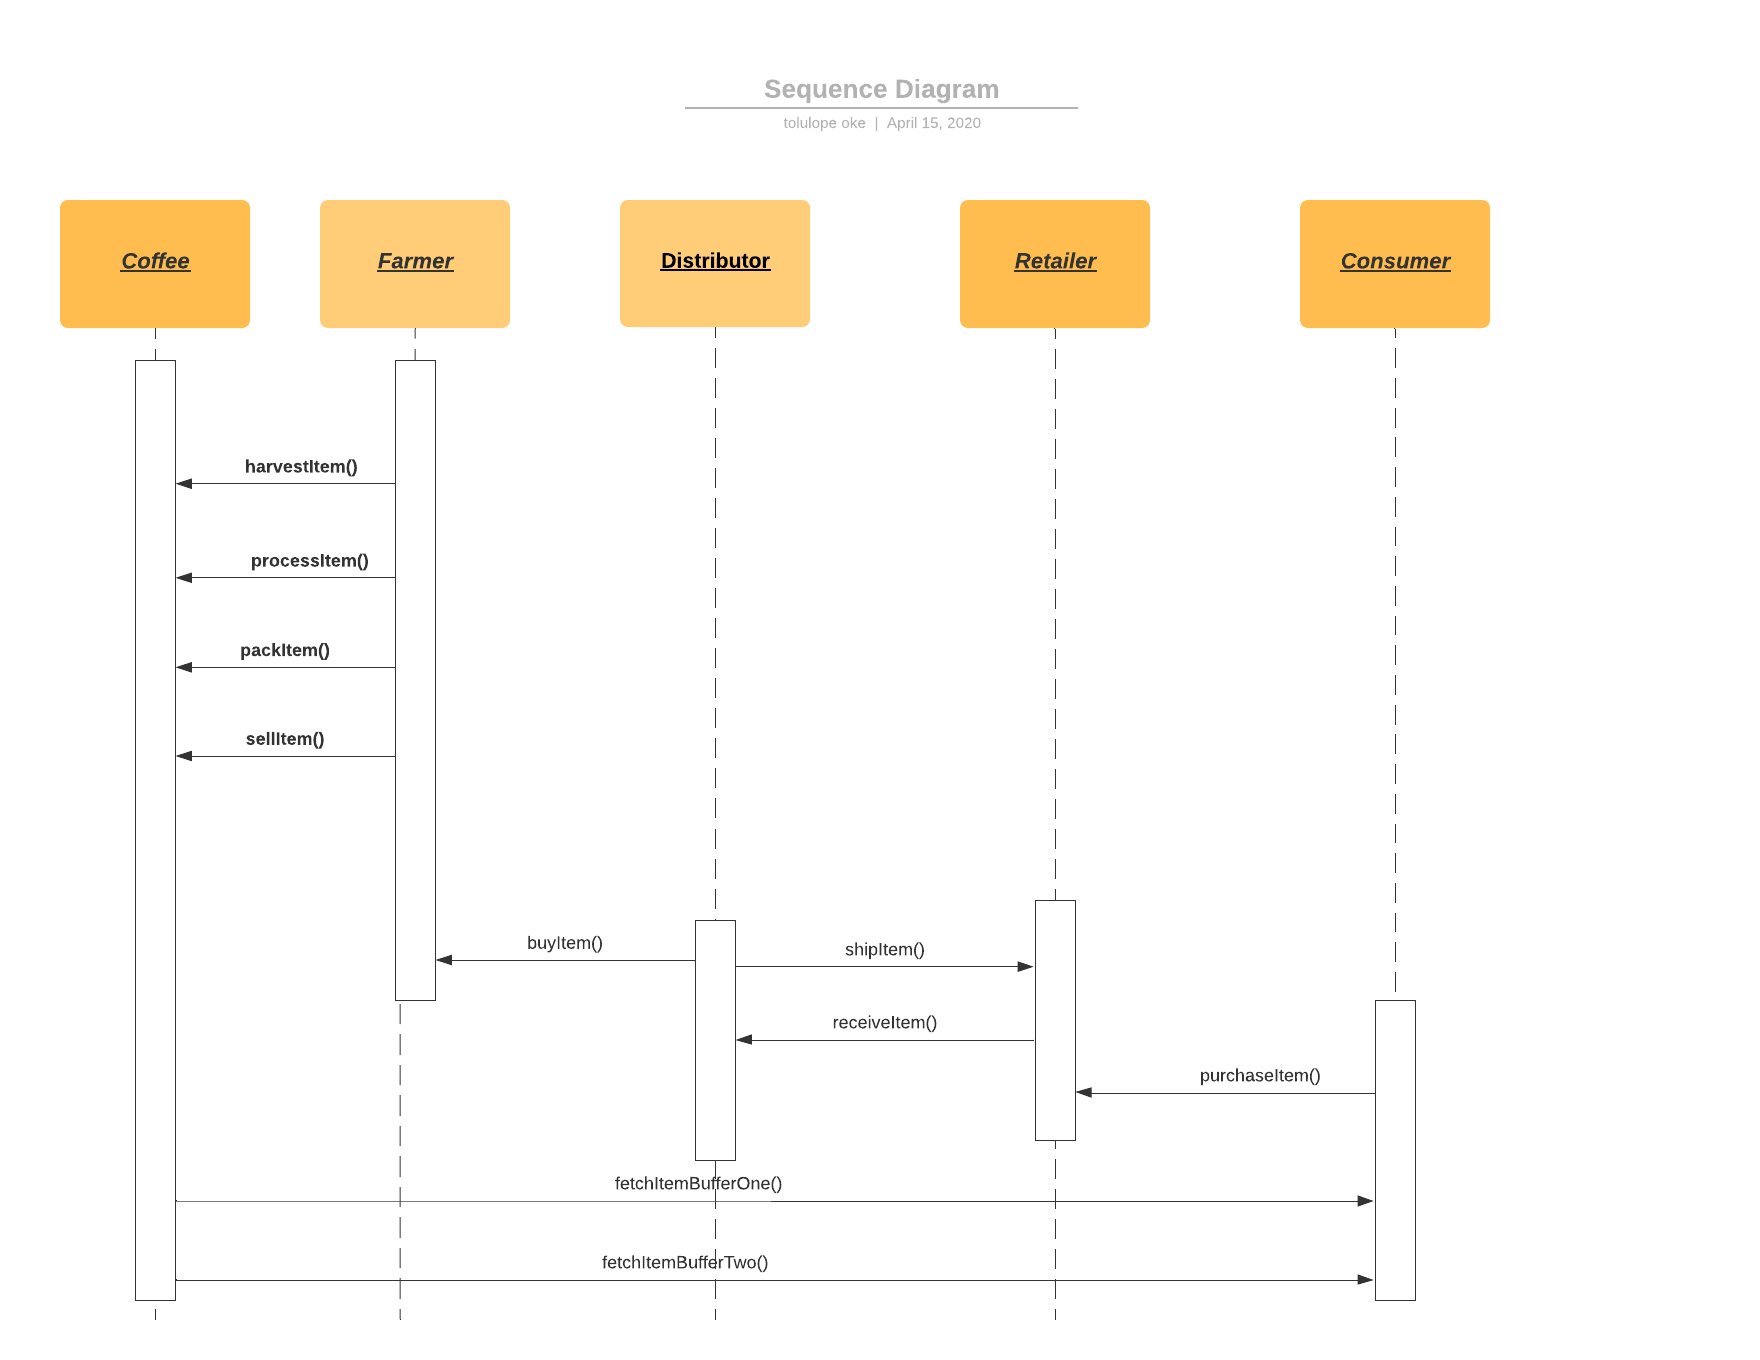 Sequence Diagram
tolulope oke | April 15, 2020
Coffee
Farmer
Distributor
Retailer
Consumer
harvestItem()
processItem()
packItem()
sellItem()
buyItem()
shipItem()
receiveItem()
purchaseItem()
fetchItemBufferOne()
fetchItemBufferTwo()